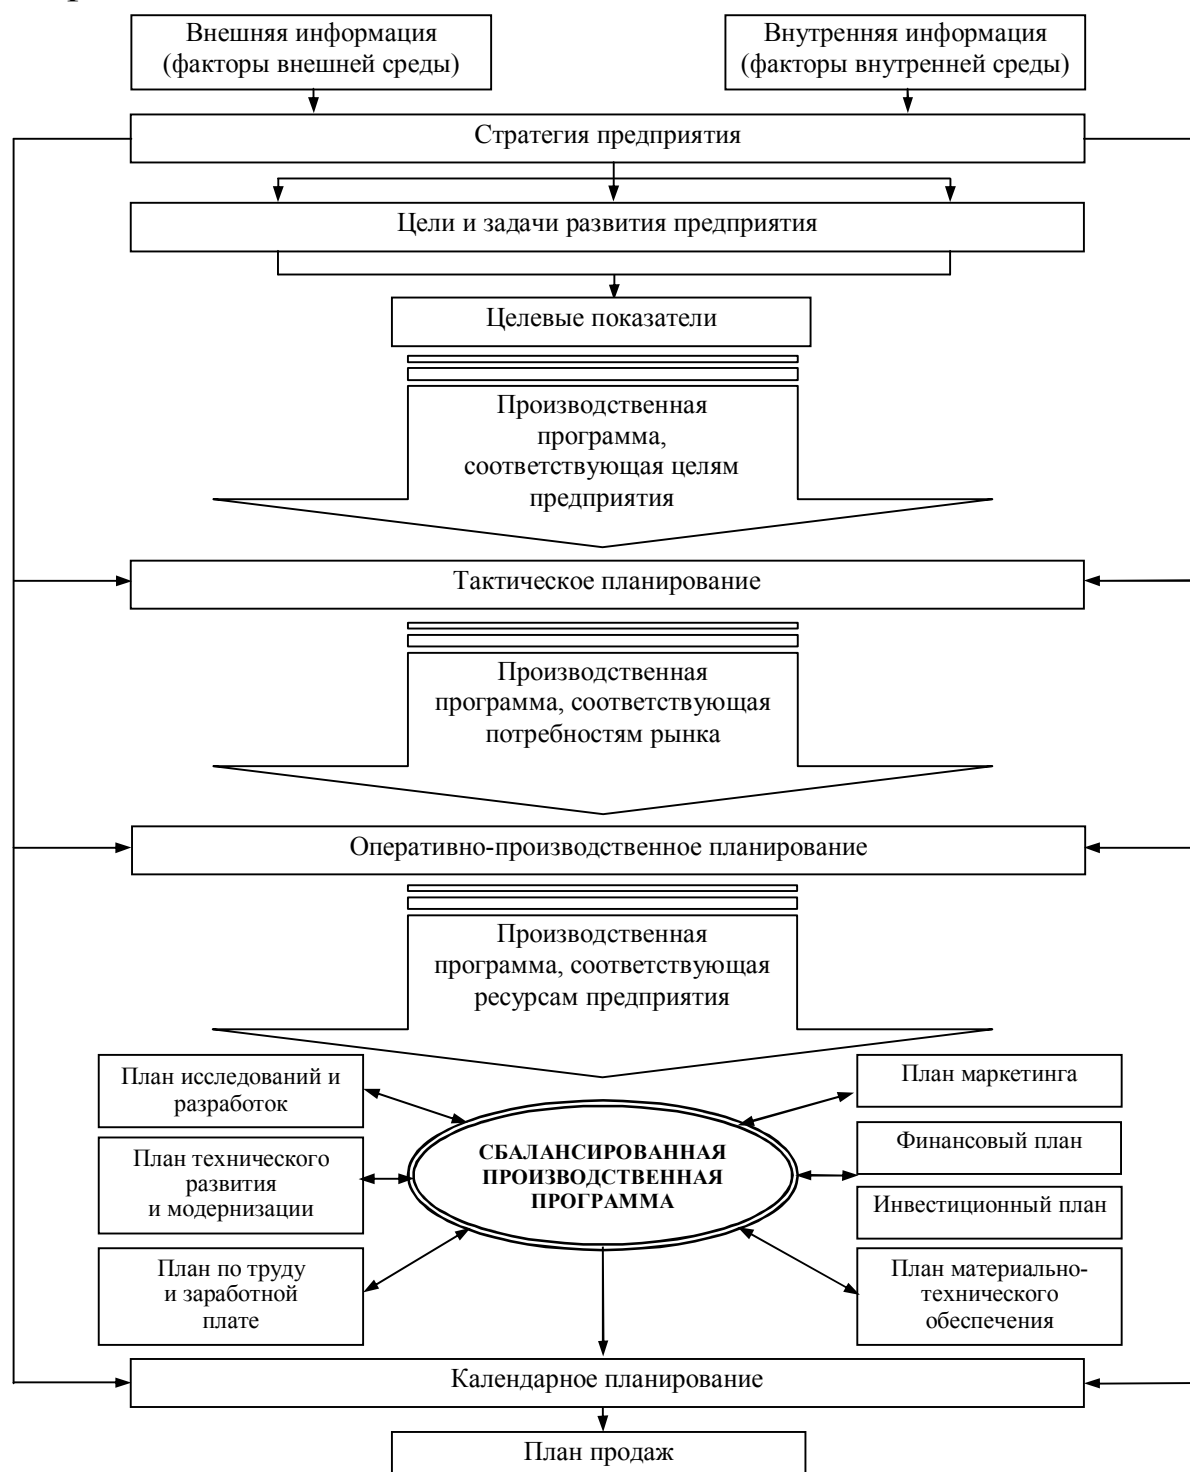 Внешняя информация
(факторы внешней среды)
Внутренняя информация
(факторы внутренней среды)
Стратегия предприятия
Цели и задачи развития предприятия
Целевые показатели
Производственная
программа,
соответствующая целям
предприятия
Тактическое планирование
Производственная
программа, соответствующая
потребностям рынка
Оперативно-производственное планирование
Производственная
программа, соответствующая
ресурсам предприятия
План исследований и
разработок
План технического
развития
и модернизации
План по труду
и заработной
плате
СБАЛАНСИРОВАННАЯ
ПРОИЗВОДСТВЕННАЯ
ПРОГРАММА
План маркетинга
Финансовый план
Инвестиционный план
План материально-
технического
обеспечения
Календарное планирование
План продаж